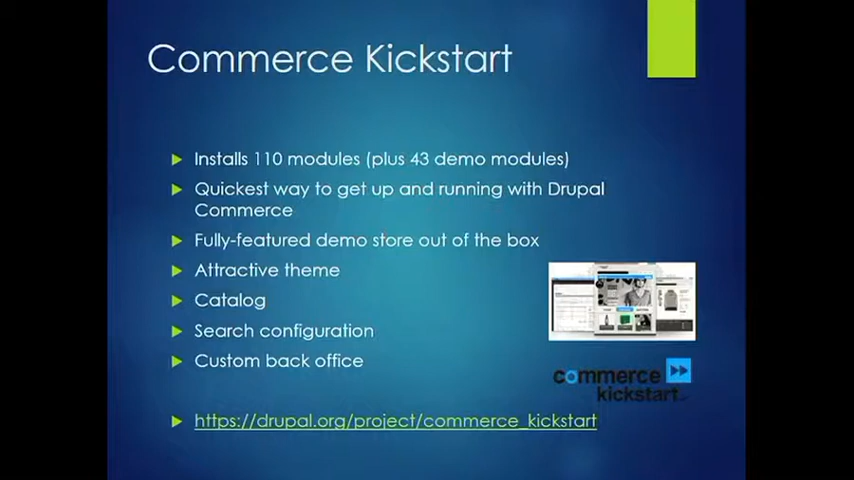 Commerce Kickstart
Installs 110 modules (plus 43 demo modules)
Quickest way to get up and running with Drupal
Commerce
Fully-featured demo store out of the box
Attractive theme
Catalog
Search configuration
Custom back office
commerce
kickstart
https://drupal.org/project/commerce_kickstart